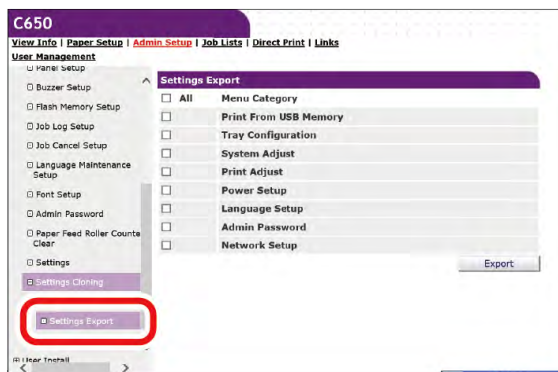 C650
View Info | Paper Setup | Admin Setup | Job Lists | Direct Print | Links
User Management
Panel Setup
Buzzer Setup
Flash Memory Setup
Job Log Setup
Job Cancel Setup
Language Maintenance
Setup
Font Setup
Admin Password
Paper Feed Roller Counte
Clear
Settings
Settings Cloning
Settings Export
User Install
Settings Export
All Menu Category
Print From USB Memory
Tray Configuration
System Adjust
Print Adjust
Power Setup
Language Setup
Admin Password
Network Setup
Export